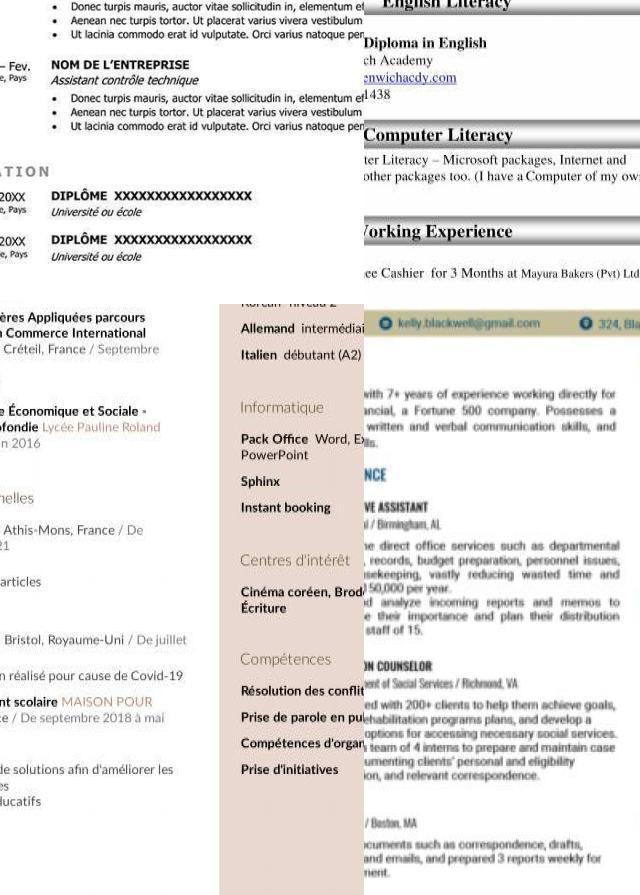 Donec turpis mauris, auctor vitae sollicitudin in, elementum
Aenean nec turpis tortor. Ut placerat varius vivera vestibulum
Ut lacinia commodo erat id vulputate. Orci varius natoque
– Fev.
, Pays
NOM DE L'ENTREPRISE
Assistant contrôle technique
Donec turpis mauris, auctor vitae sollicitudin in, elementum
Aenean nec turpis tortor. Ut placerat varius vivera vestibulum
Ut lacinia commodo erat id vulputate. Orci varius natoque
ATION
20XX
e, Pays
DIPLÔME XXXXXXXXXXXXXXXXX
Université ou école
20XX
e, Pays
DIPLÔME XXXXXXXXXXXXXXXXX
Université ou école
English Literacy
Diploma in English
ch Academy
enwichacdy.com
1438
Computer Literacy
ter Literacy – Microsoft packages, Internet and
other packages too. (I have a Computer of my
orking Experience
ee Cashier for 3 Months at Mayura Bakers (Pvt) Ltd
ères Appliquées parcours
Commerce International
Créteil, France / Septembre
e Économique et Sociale -
ofondie Lycée Pauline Roland
n 2016
nelles
Athis-Mons, France / De
21
articles
Bristol, Royaume-Uni / De juillet
n réalisé pour cause de Covid-19
nt scolaire MAISON POUR
ce / De septembre 2018 à mai
de solutions afin d'améliorer les
es
ducatifs
niveau 2
Allemand intermédiai
Italien débutant (A2)
Informatique
Pack Office Word,
PowerPoint
Sphinx
Instant booking
Centres d'intérêt
Cinéma coréen, Brod
Écriture
Compétences
Résolution des conflit
Prise de parole en pu
Compétences d'organ
Prise d'initiatives
kelly.blackwell@gmail.com
324, Bla
with 7+ years of experience working directly for
ancial, a Fortune 500 company. Possesses a
written and verbal communication skills, and
lls.
NCE
VE ASSISTANT
l / Birmingham, AL
he direct office services such as departmental
, records, budget preparation, personnel issues,
sekeeping, vastly reducing wasted time and
150,000 per year.
d analyze incoming reports and memos to
e their importance and plan their distribution
staff of 15.
ON COUNSELOR
ent of Social Services / Richmond, VA
ed with 200+ clients to help them achieve goals,
ehabilitation programs plans, and develop a
options for accessing necessary social services.
team of 4 interns to prepare and maintain case
umenting clients' personal and eligibility
ion, and relevant correspondence.
/ Boston, MA
cuments such as correspondence, drafts,
and emails, and prepared 3 reports weekly for
ment.